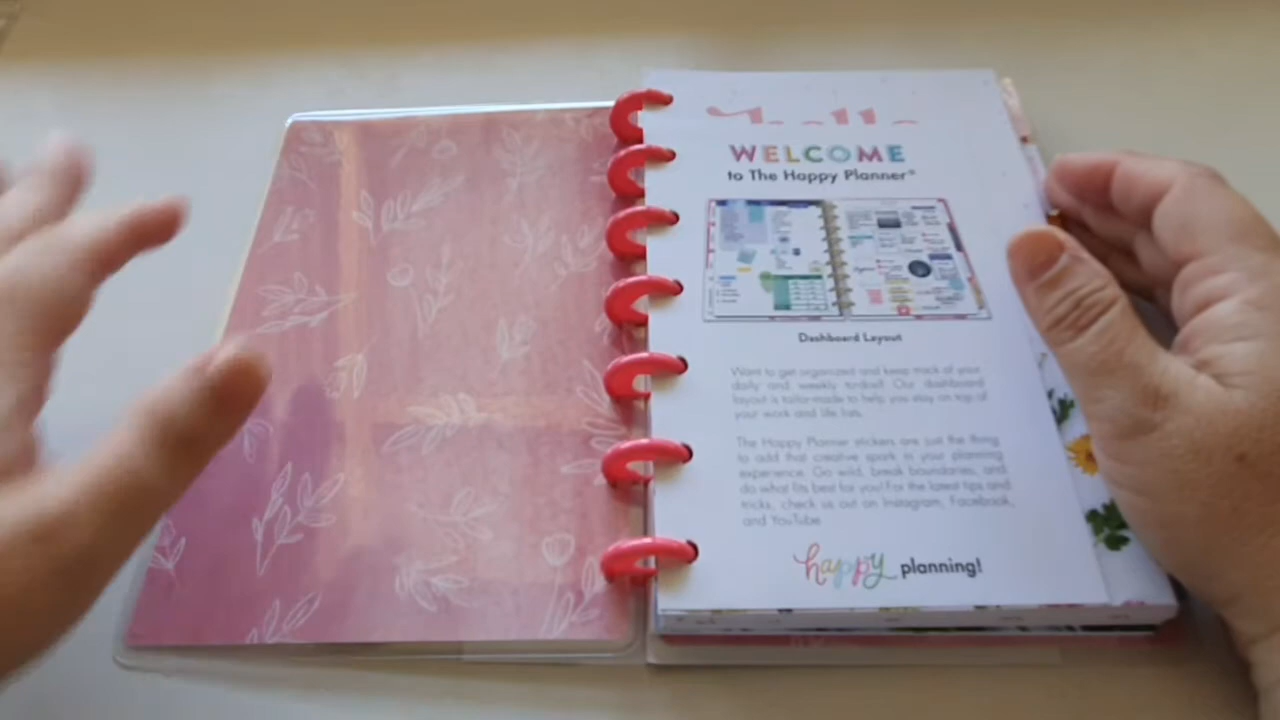 hello
WELCOME
to The Happy Planner®
Dashboard Layout
Want to get organized and keep track of your
daily and weekly to-dos? Our dashboard
layout is tailor-made to help you stay on top of
your work and life lists.
The Happy Planner stickers are just the thing
to add that creative spark in your planning
experience. Go wild, break boundaries, and
do what fits best for you! For the latest tips and
tricks, check us out on Instagram, Facebook,
and YouTube.
happy planning!